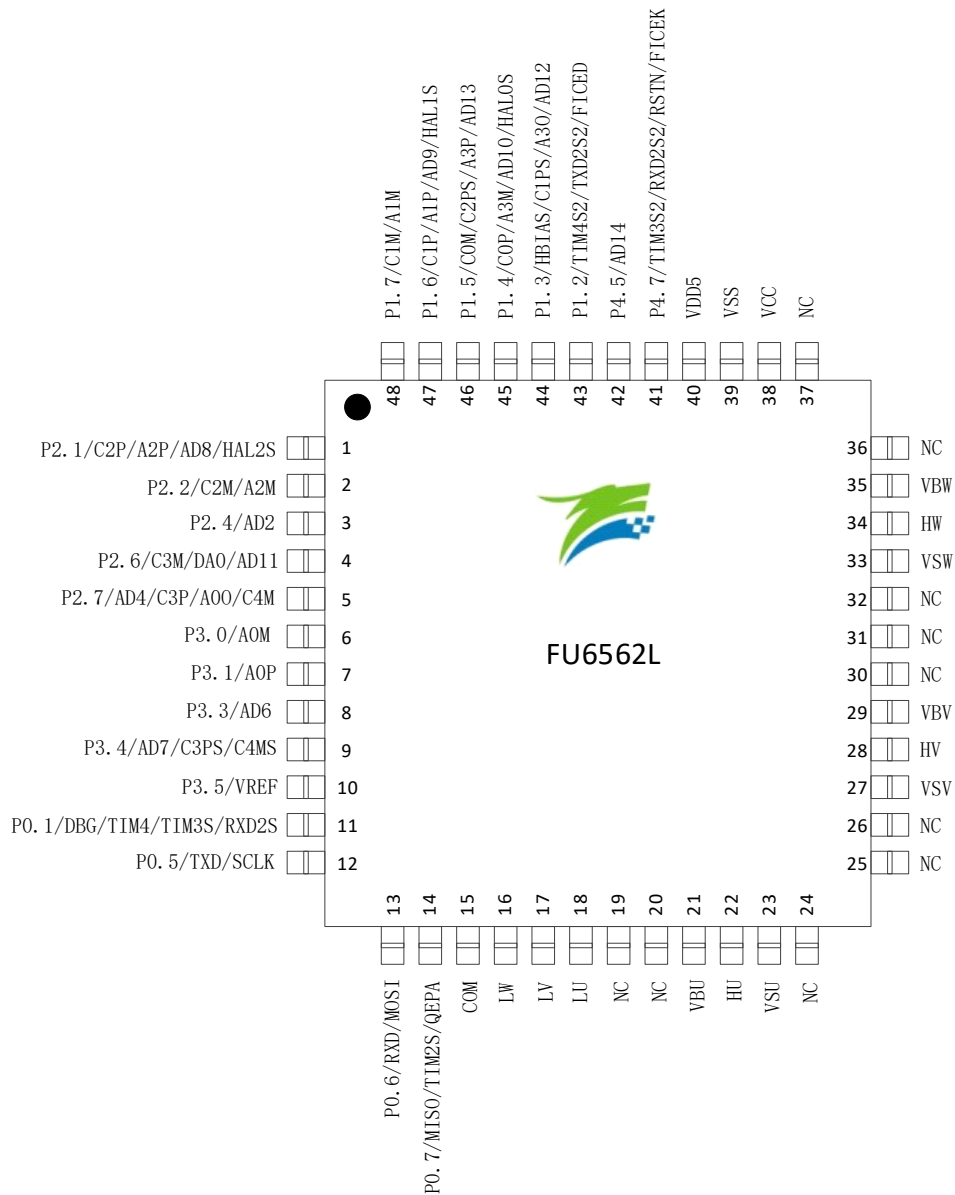 P1.7/C1M/A1M
P1.6/C1P/A1P/AD9/HAL1S
P1.5/C0M/C2PS/A3P/AD13
P1.4/C0P/A3M/AD10/HAL0S
P1.3/HBIAS/C1PS/A3O/AD12
P1.2/TIM4S2/TXD2S2/FICED
P4.5/AD14
P4.7/TIM3S2/RXD2S2/RSTN/FICEK
VDD5
VSS
VCC
NC
48
47
46
45
44
43
42
41
40
39
38
37
P2.1/C2P/A2P/AD8/HAL2S 1
P2.2/C2M/A2M 2
P2.4/AD2 3
P2.6/C3M/DA0/AD11 4
P2.7/AD4/C3P/A0O/C4M 5
P3.0/A0M 6
P3.1/A0P 7
P3.3/AD6 8
P3.4/AD7/C3PS/C4MS 9
P3.5/VREF 10
P0.1/DBG/TIM4/TIM3S/RXD2S 11
P0.5/TXD/SCLK 12
FU6562L
36 NC
35 VBW
34 HW
33 VSW
32 NC
31 NC
30 NC
29 VBV
28 HV
27 VSV
26 NC
25 NC
13
14
15
16
17
18
19
20
21
22
23
24
P0.6/RXD/MOSI
P0.7/MISO/TIM2S/QEPA
COM
LW
LV
LU
NC
NC
VBU
HU
VSU
NC